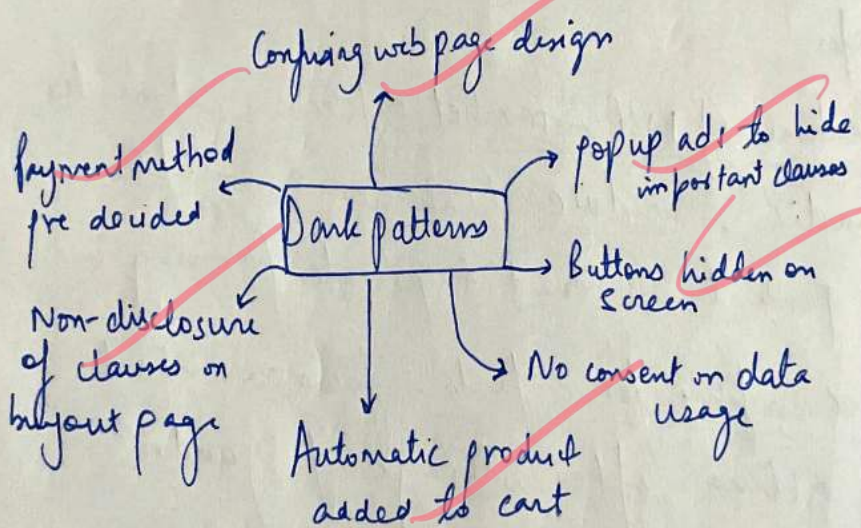 Confusing web page design
Payment method
pre decided
popup ads to hide
important clauses
Dark patterns
Buttons hidden on
screen
Non-disclosure
of clauses on
buyout page
No consent on data
usage
Automatic product
added to cart